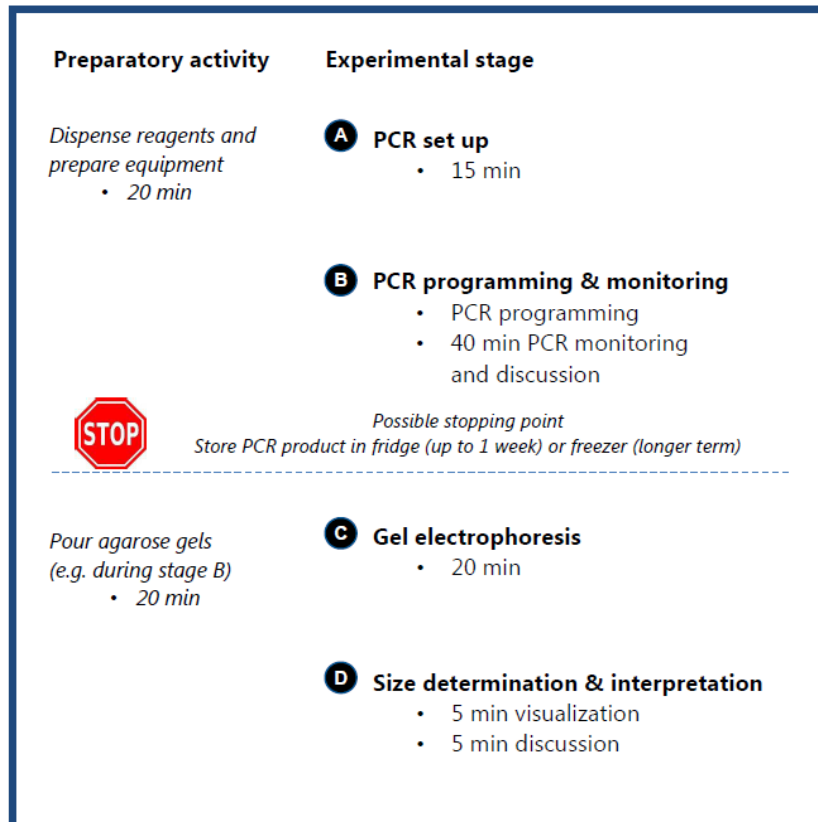 Preparatory activity
Experimental stage
Dispense reagents and
prepare equipment
• 20 min
A PCR set up
• 15 min
B PCR programming & monitoring
• PCR programming
• 40 min PCR monitoring
and discussion
STOP
Possible stopping point
Store PCR product in fridge (up to 1 week) or freezer (longer term)
Pour agarose gels
(e.g. during stage B)
• 20 min
C Gel electrophoresis
• 20 min
D Size determination & interpretation
• 5 min visualization
• 5 min discussion